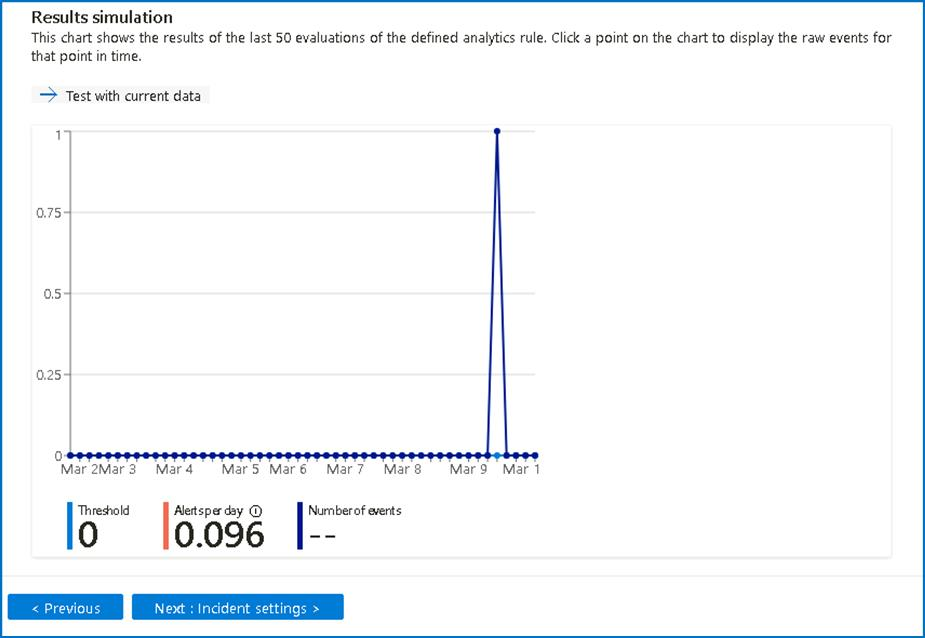 Results simulation
This chart shows the results of the last 50 evaluations of the defined analytics rule. Click a point on the chart to display the raw events for
that point in time.
→ Test with current data
1
0.75
0.5
0.25
0
Mar 2 Mar 3 Mar 4 Mar 5 Mar 6 Mar 7 Mar 8 Mar 9 Mar 1
Threshold Alerts per day Number of events
0 0.096 --
< Previous Next : Incident settings >